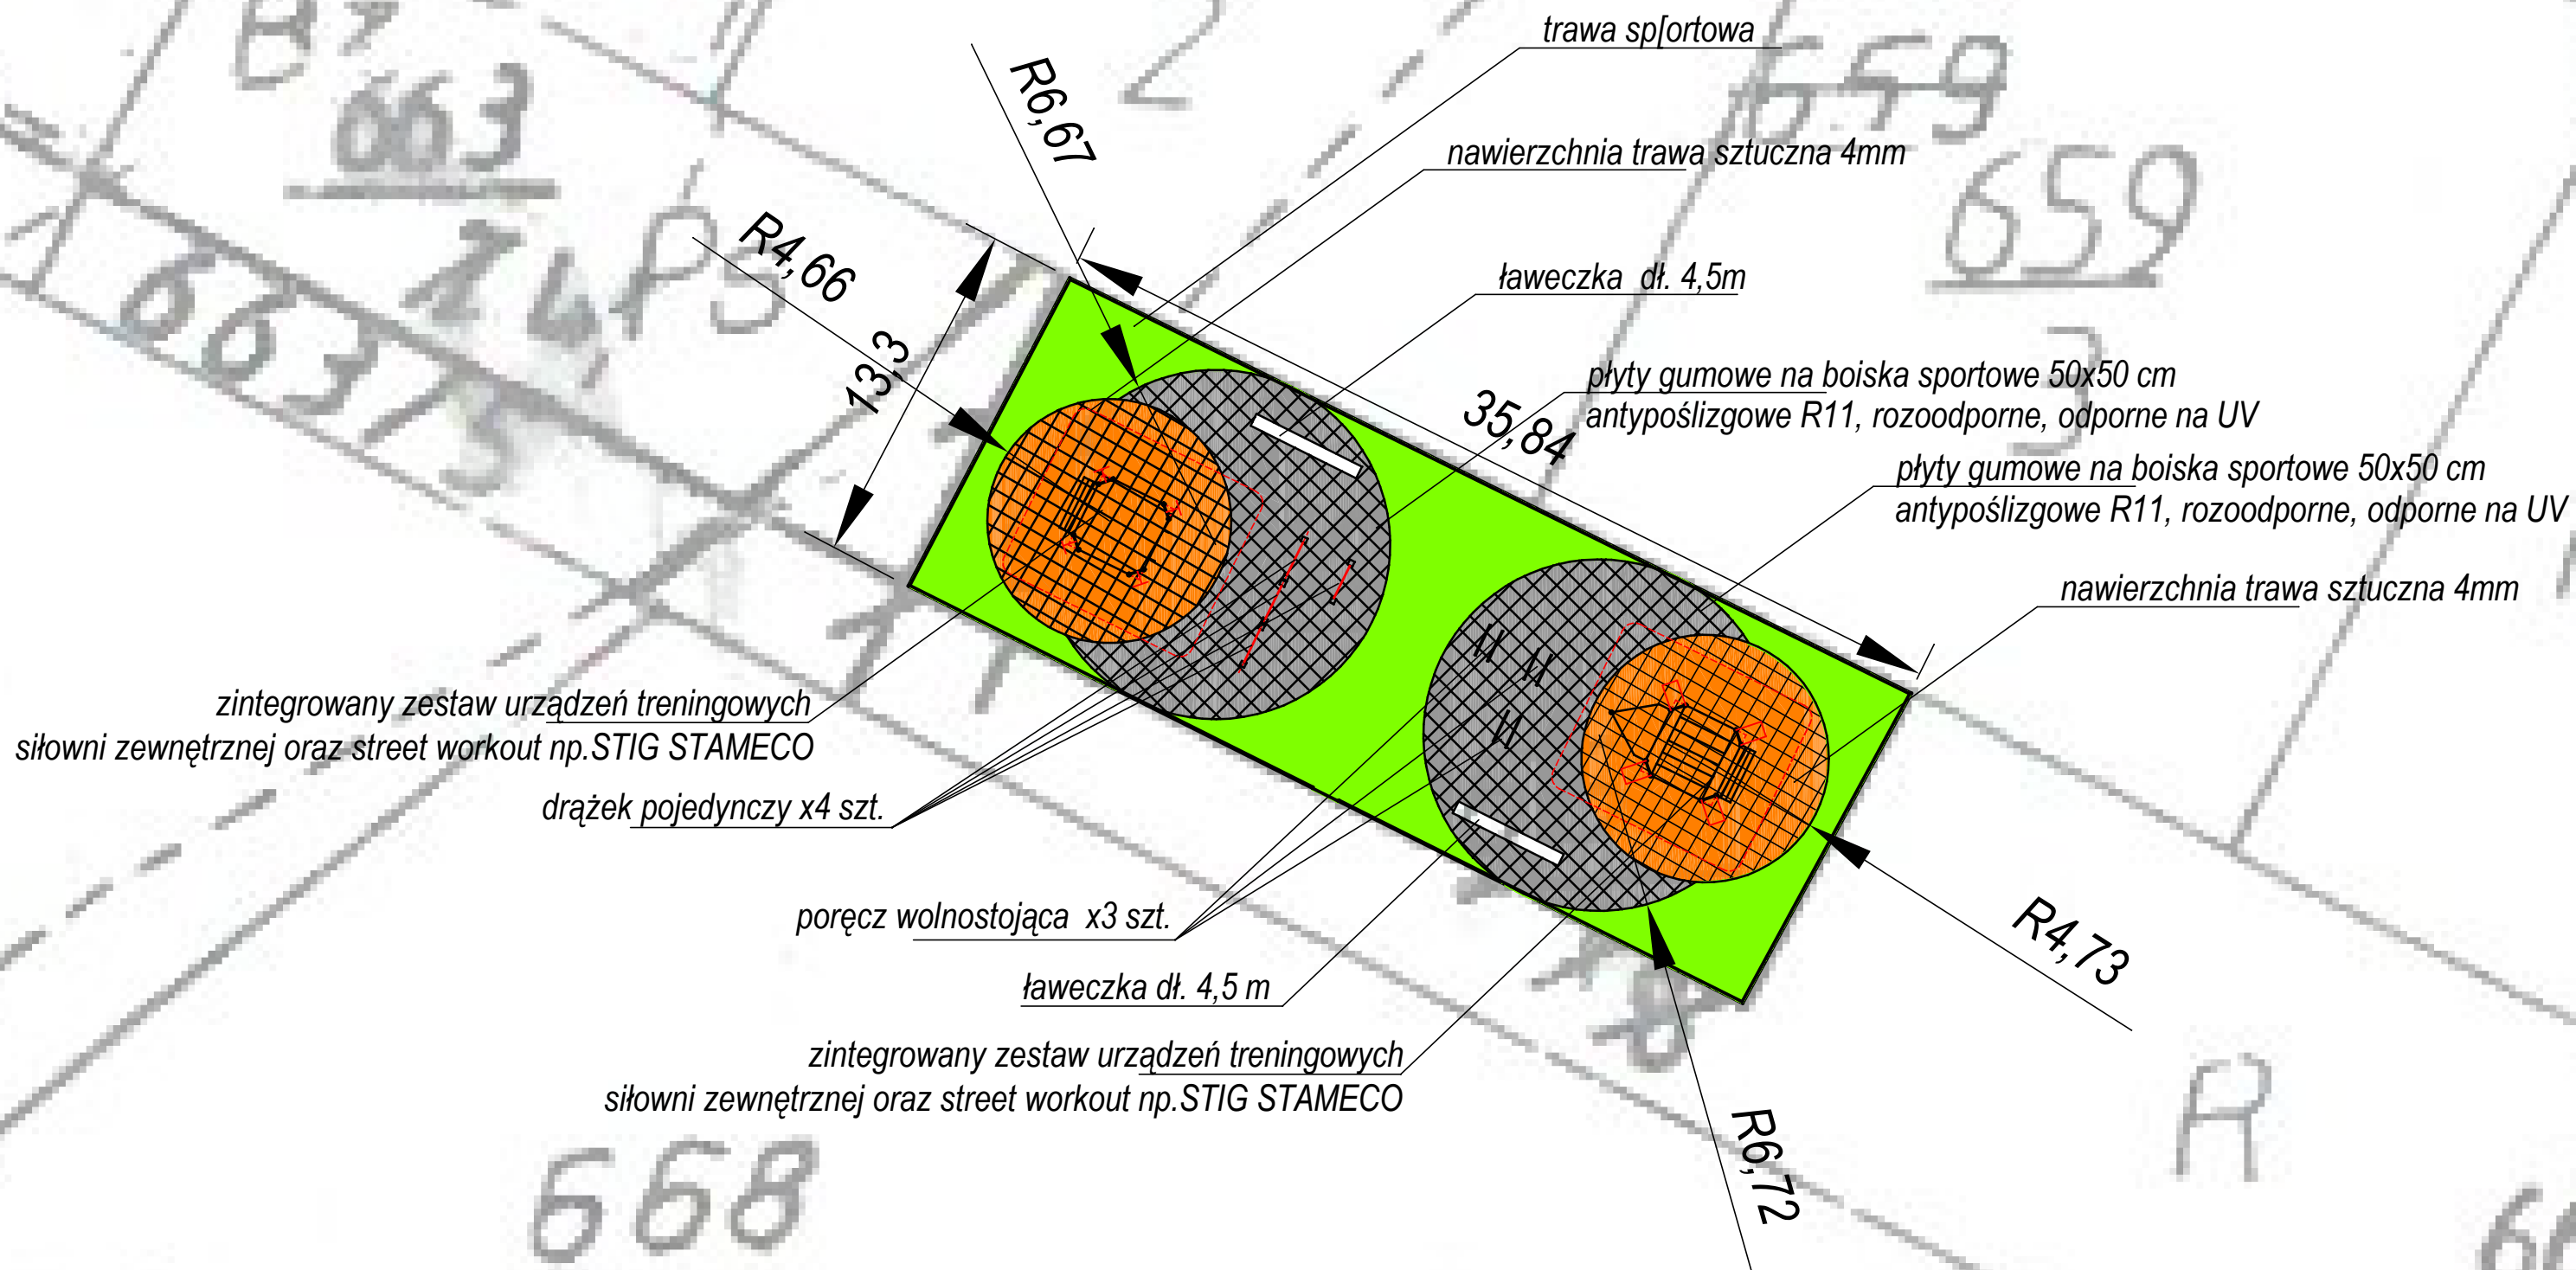 trawa sp[ortowa
R6,67
nawierzchnia trawa sztuczna 4mm
659
663
659
3
R4,66
ławeczka dł. 4,5m
13,3
663/3
płyty gumowe na boiska sportowe 50x50 cm
antypoślizgowe R11, rozoodporne, odporne na UV
35,84
płyty gumowe na boiska sportowe 50x50 cm
antypoślizgowe R11, rozoodporne, odporne na UV
nawierzchnia trawa sztuczna 4mm
zintegrowany zestaw urządzeń treningowych
siłowni zewnętrznej oraz street workout np.STIG STAMECO
drążek pojedynczy x4 szt.
poręcz wolnostojąca x3 szt.
R4,73
ławeczka dł. 4,5 m
zintegrowany zestaw urządzeń treningowych
siłowni zewnętrznej oraz street workout np.STIG STAMECO
R6,72
R
668